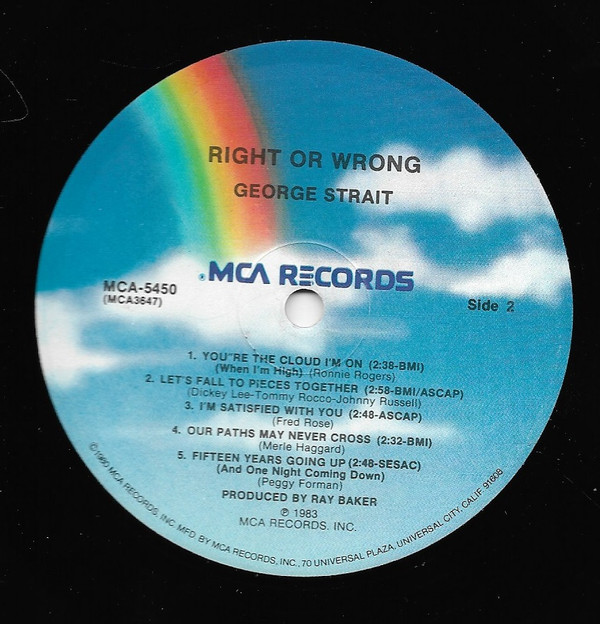 RIGHT OR WRONG
GEORGE STRAIT
MCA RECORDS
MCA-5450
(MCA3647)
Side 2
1. YOU"RE THE CLOUD I'M ON (2:38-BMI)
(When I'm High) (Ronnie Rogers)
2. LET'S FALL TO PIECES TOGETHER (2:58-BMI/ASCAP)
(Dickey Lee-Tommy Rocco-Johnny Russell)
3. I'M SATISFIED WITH YOU (2:48-ASCAP)
(Fred Rose)
4. OUR PATHS MAY NEVER CROSS (2:32-BMI)
(Merle Haggard)
5. FIFTEEN YEARS GOING UP (2:48-SESAC)
(And One Night Coming Down)
(Peggy Forman)
PRODUCED BY RAY BAKER
℗ 1983
MCA RECORDS, INC.
©1980 MCA RECORDS, INC. MFD. BY MCA RECORDS, INC., 70 UNIVERSAL PLAZA, UNIVERSAL CITY, CALIF. 91608